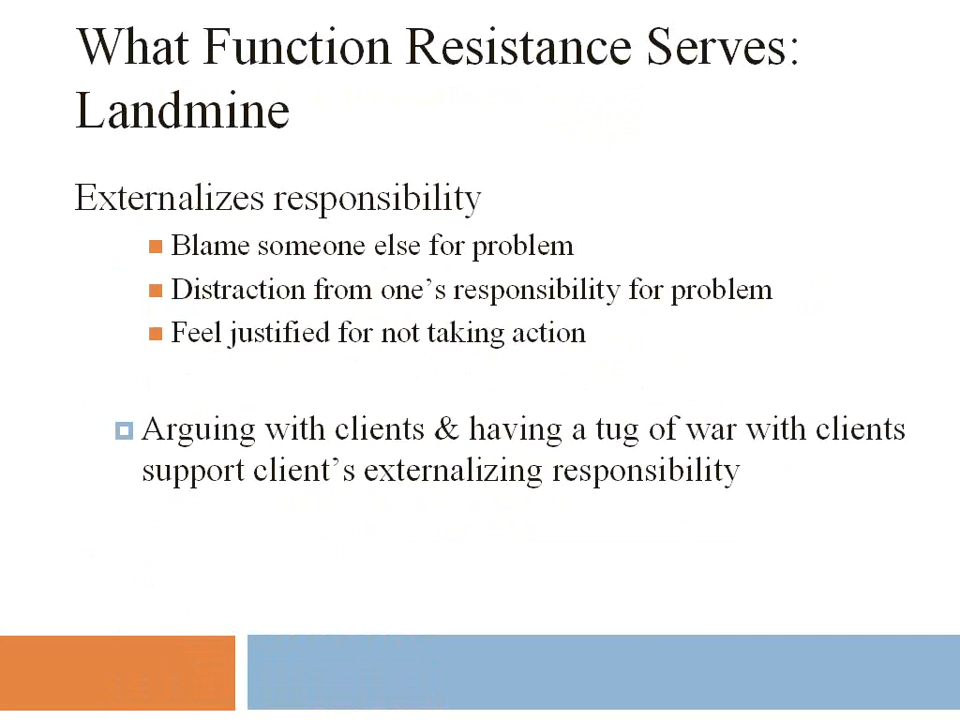 What Function Resistance Serves:
Landmine
Externalizes responsibility
Blame someone else for problem
Distraction from one’s responsibility for problem
Feel justified for not taking action
Arguing with clients & having a tug of war with clients
support client’s externalizing responsibility